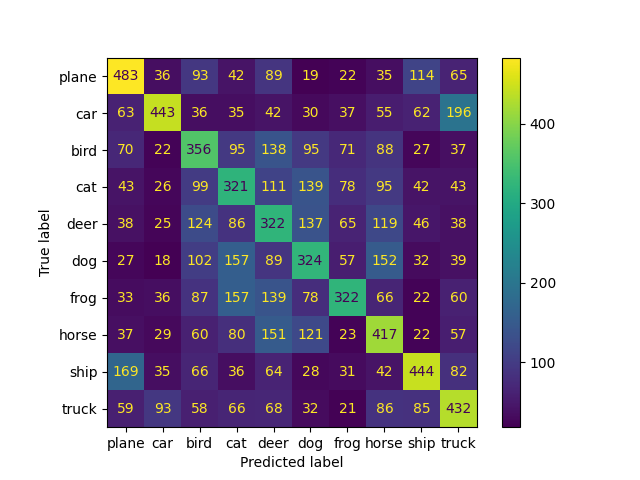 plane 483 36 93 42 89 19 22 35 114 65
car 63 443 36 35 42 30 37 55 62 196
bird 70 22 356 95 138 95 71 88 27 37
cat 43 26 99 321 111 139 78 95 42 43
deer 38 25 124 86 322 137 65 119 46 38
dog 27 18 102 157 89 324 57 152 32 39
frog 33 36 87 157 139 78 322 66 22 60
horse 37 29 60 80 151 121 23 417 22 57
ship 169 35 66 36 64 28 31 42 444 82
truck 59 93 58 66 68 32 21 86 85 432
plane car bird cat deer dog frog horse ship truck
Predicted label
True label
400
300
200
100